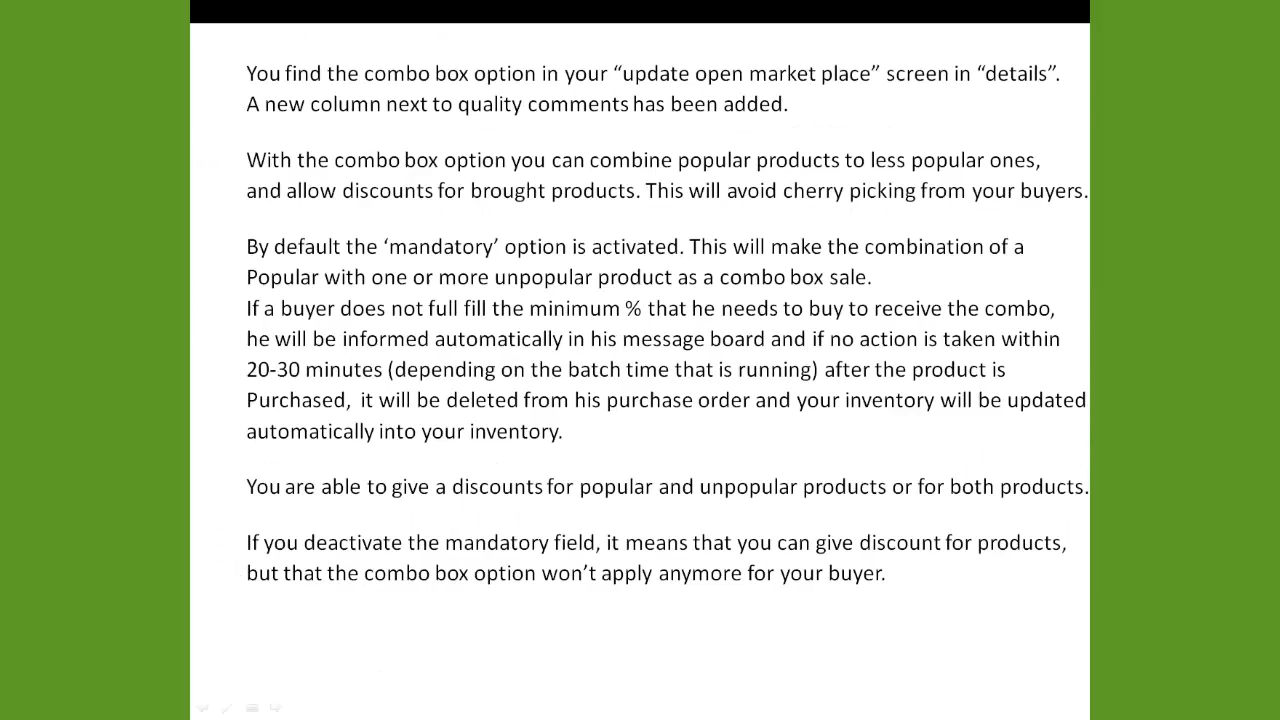 You find the combo box option in your “update open market place” screen in “details”.
A new column next to quality comments has been added.
With the combo box option you can combine popular products to less popular ones,
and allow discounts for brought products. This will avoid cherry picking from your buyers.
By default the ‘mandatory’ option is activated. This will make the combination of a
Popular with one or more unpopular product as a combo box sale.
If a buyer does not full fill the minimum % that he needs to buy to receive the combo,
he will be informed automatically in his message board and if no action is taken within
20-30 minutes (depending on the batch time that is running) after the product is
Purchased, it will be deleted from his purchase order and your inventory will be updated
automatically into your inventory.
You are able to give a discounts for popular and unpopular products or for both products.
If you deactivate the mandatory field, it means that you can give discount for products,
but that the combo box option won’t apply anymore for your buyer.